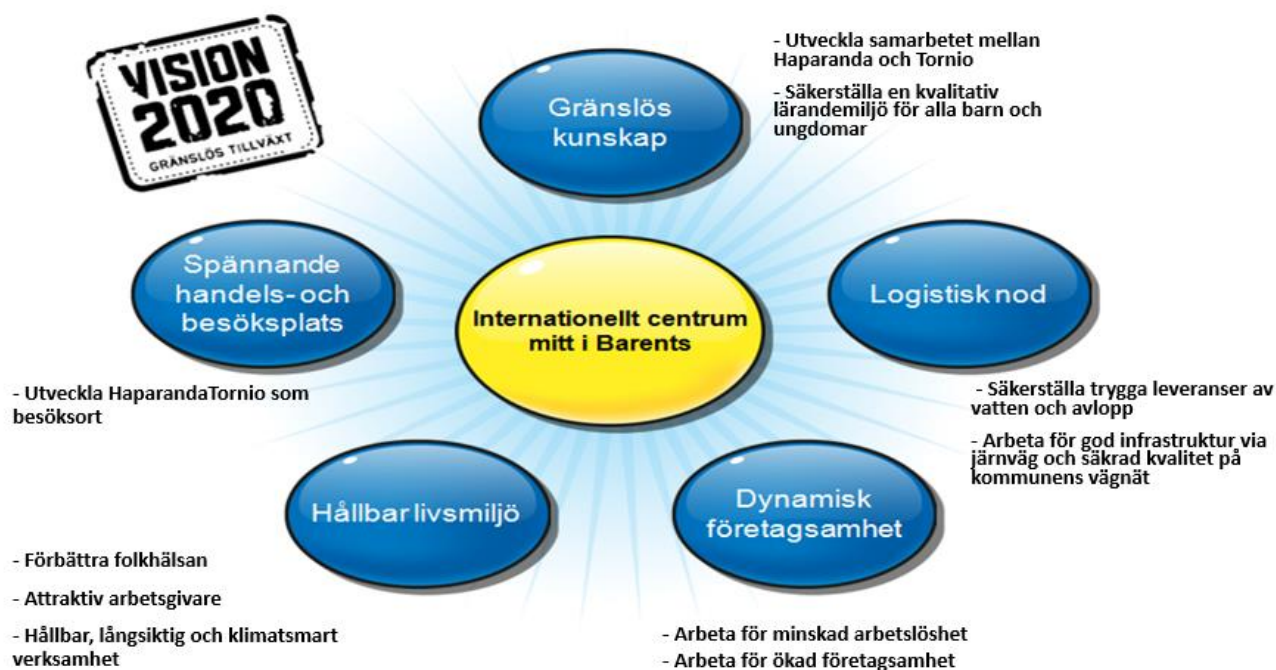 VISION
2020
GRÄNSLÖS TILLVÄXT
Gränslös
kunskap
- Utveckla samarbetet mellan
Haparanda och Tornio
- Säkerställa en kvalitativ
lärandemiljö för alla barn och
ungdomar
Spännande
handels- och
besöksplats
- Utveckla HaparandaTornio som
besöksort
Internationellt centrum
mitt i Barents
Logistisk nod
- Säkerställa trygga leveranser av
vatten och avlopp
- Arbeta för god infrastruktur via
järnväg och säkrad kvalitet på
kommunens vägnät
Hållbar livsmiljö
- Förbättra folkhälsan
- Attraktiv arbetsgivare
- Hållbar, långsiktig och klimatsmart
verksamhet
Dynamisk
företagsamhet
- Arbeta för minskad arbetslöshet
- Arbeta för ökad företagsamhet